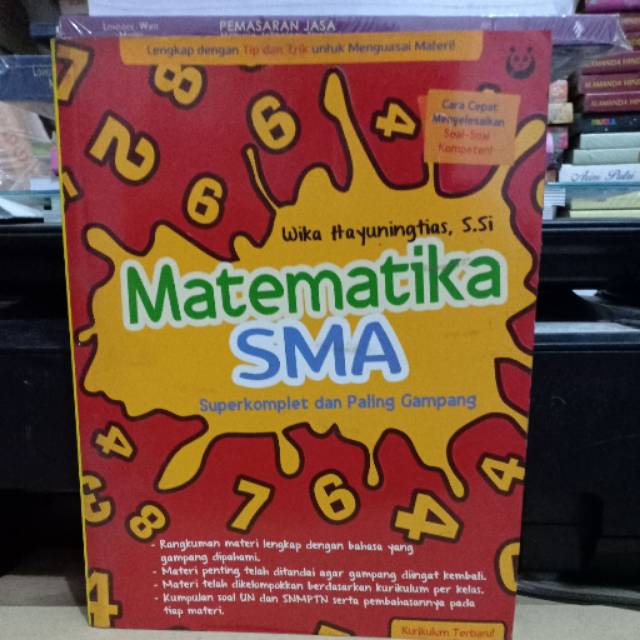 PEMASARAN JASA
Lengkap dengan Tip dan Trik untuk Menguasai Materi!
Cara Cepat
Menyelesaikan
Soal-Soal
Kompeten!
Wika Hayuningtias, S.Si
Matematika
SMA
Superkomplet dan Paling Gampang
- Rangkuman materi lengkap dengan bahasa yang
gampang dipahami.
- Materi penting telah ditandai agar gampang diingat kembali.
- Materi telah dikelompokkan berdasarkan kurikulum per kelas.
- Kumpulan soal UN dan SNMPTN serta pembahasannya pada
tiap materi.
Kurikulum Terbaru!